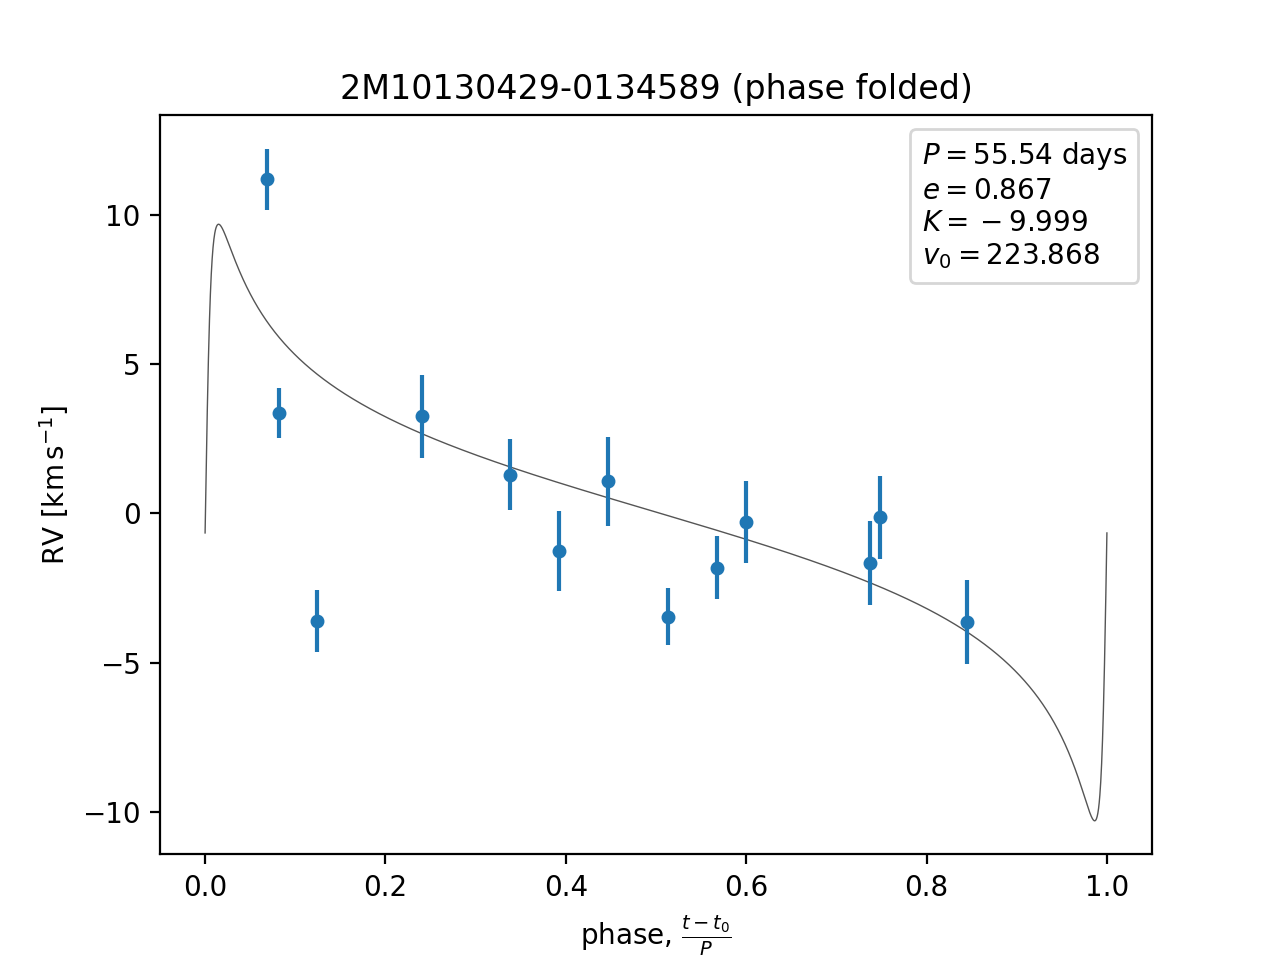 2M10130429-0134589 (phase folded)
P = 55.54 days
e = 0.867
K = −9.999
v₀ = 223.868
RV [km s⁻¹]
10
5
0
−5
−10
0.0 0.2 0.4 0.6 0.8 1.0
phase, (t − t₀)/P